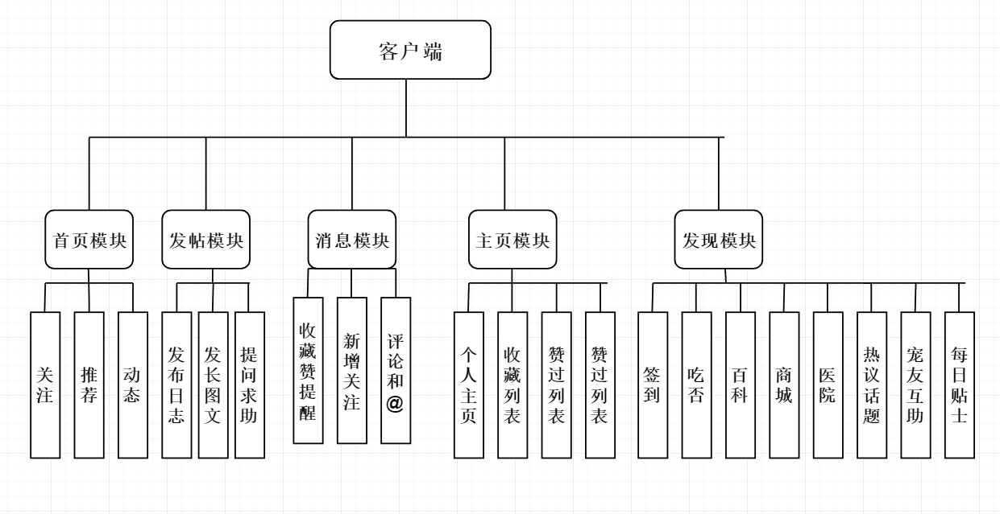 客户端
首页模块
发帖模块
消息模块
主页模块
发现模块
关注
推荐
动态
发布日志
发长图文
提问求助
收藏赞提醒
新增关注
评论和@
个人主页
收藏列表
赞过列表
赞过列表
签到
吃否
百科
商城
医院
热议话题
宠友互助
每日贴士